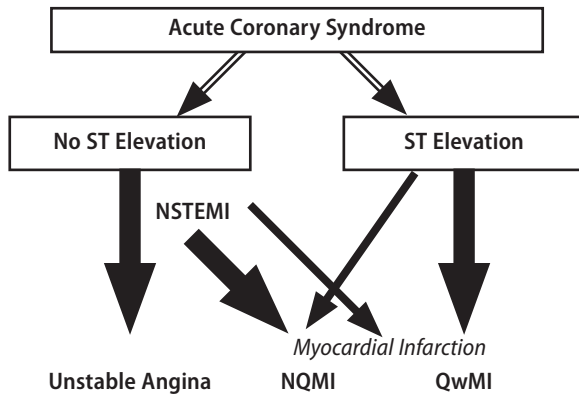 Acute Coronary Syndrome
No ST Elevation
ST Elevation
NSTEMI
Myocardial Infarction
Unstable Angina
NQMI
QwMI